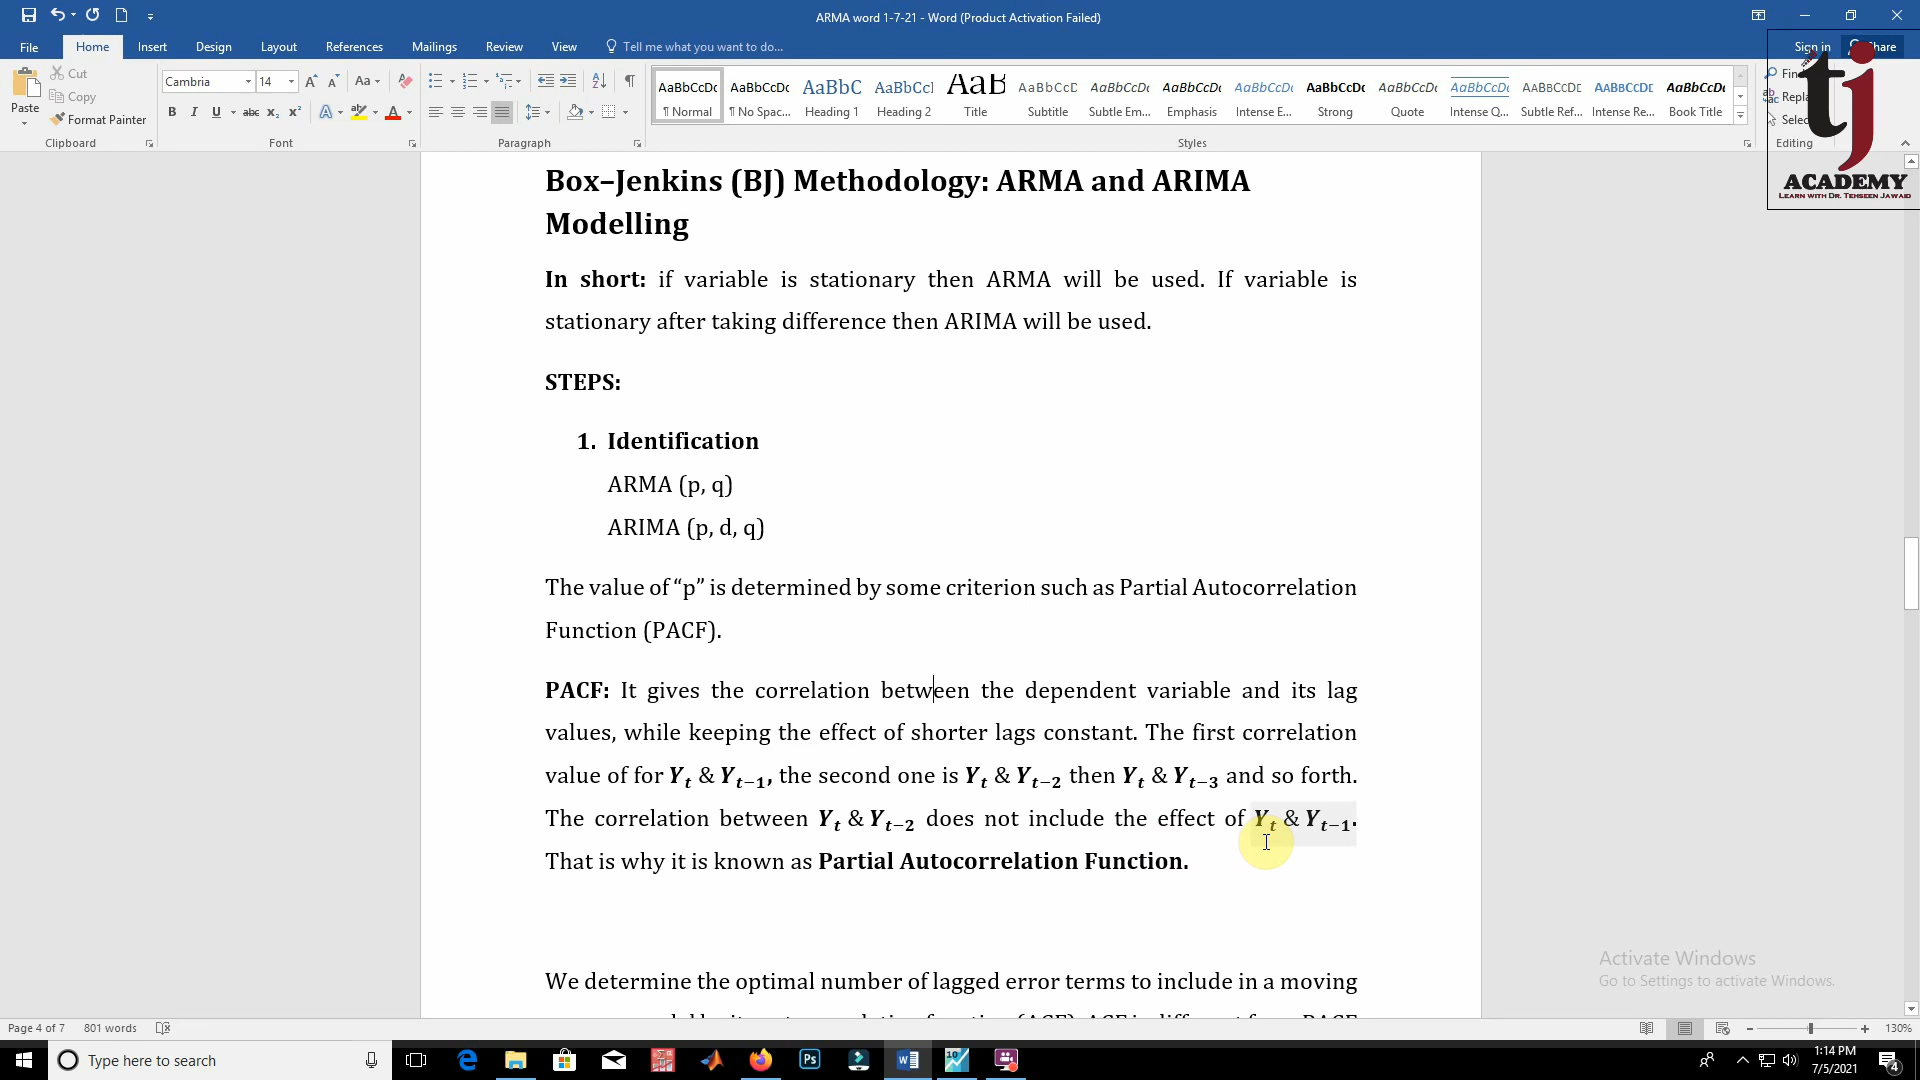 ARMA word 1-7-21 - Word (Product Activation Failed)
File Home Insert Design Layout References Mailings Review View Tell me what you want to do... Sign in Share
Paste Cut Copy Format Painter Clipboard
Cambria 14 Font
Paragraph
AaBbCcDc AaBbCcDc AaBbC AaBbCcI AaB AaBbCcD AaBbCcDc AaBbCcDc AaBbCcDc AaBbCcDc AaBbCcDc AaBbCcDc AABBCCDD AABBCCDE AaBbCcDc
¶ Normal ¶ No Spac... Heading 1 Heading 2 Title Subtitle Subtle Em... Emphasis Intense E... Strong Quote Intense Q... Subtle Ref... Intense Re... Book Title
Styles
Editing
tj
ACADEMY
LEARN WITH DR. TEHSEEN JAWAID
Box–Jenkins (BJ) Methodology: ARMA and ARIMA
Modelling
In short: if variable is stationary then ARMA will be used. If variable is
stationary after taking difference then ARIMA will be used.
STEPS:
1. Identification
ARMA (p, q)
ARIMA (p, d, q)
The value of “p” is determined by some criterion such as Partial Autocorrelation
Function (PACF).
PACF: It gives the correlation between the dependent variable and its lag
values, while keeping the effect of shorter lags constant. The first correlation
value of for Yt & Yt−1, the second one is Yt & Yt−2 then Yt & Yt−3 and so forth.
The correlation between Yt & Yt−2 does not include the effect of Yt & Yt−1.
That is why it is known as Partial Autocorrelation Function.
We determine the optimal number of lagged error terms to include in a moving
Activate Windows
Go to Settings to activate Windows.
Page 4 of 7 801 words 130%
Type here to search
1:14 PM
7/5/2021